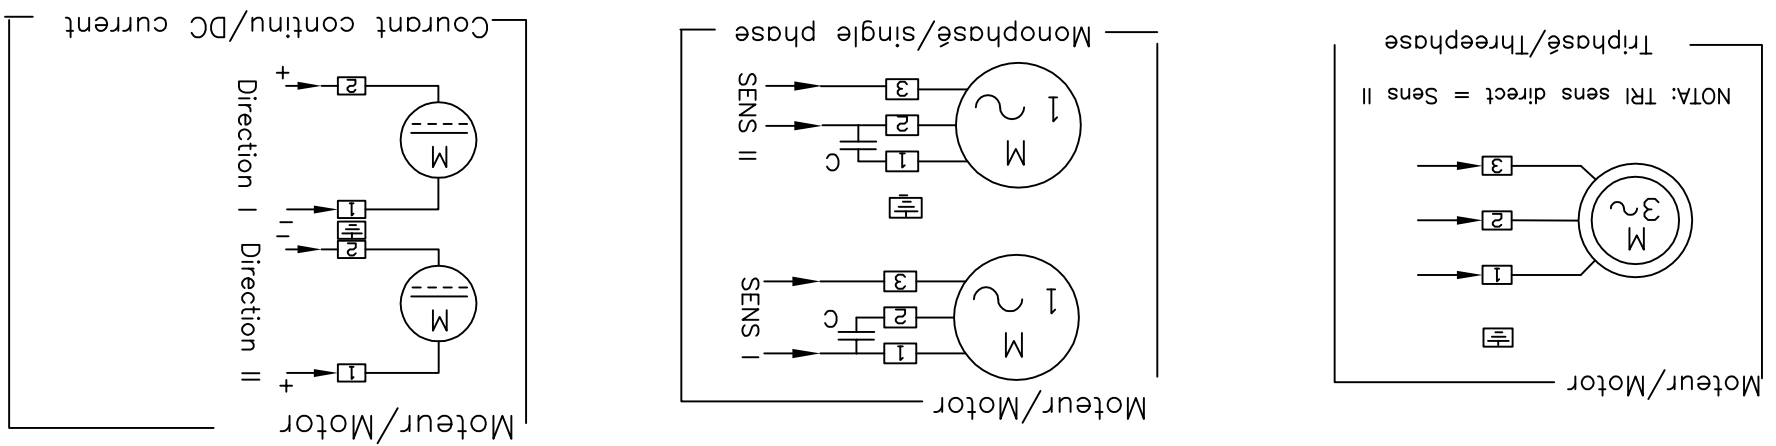 Moteur/Motor
1
M
3~
2
3
NOTA: TRI sens direct = Sens II
Triphasé/Threephase
Moteur/Motor
M
1
SENS I
1 ~
2
C
3
M
1
C
SENS II
1 ~
2
3
Monophasé/single phase
Moteur/Motor
1
+
Direction II
M
2
−
1
−
Direction I
M
2
+
Courant continu/DC current